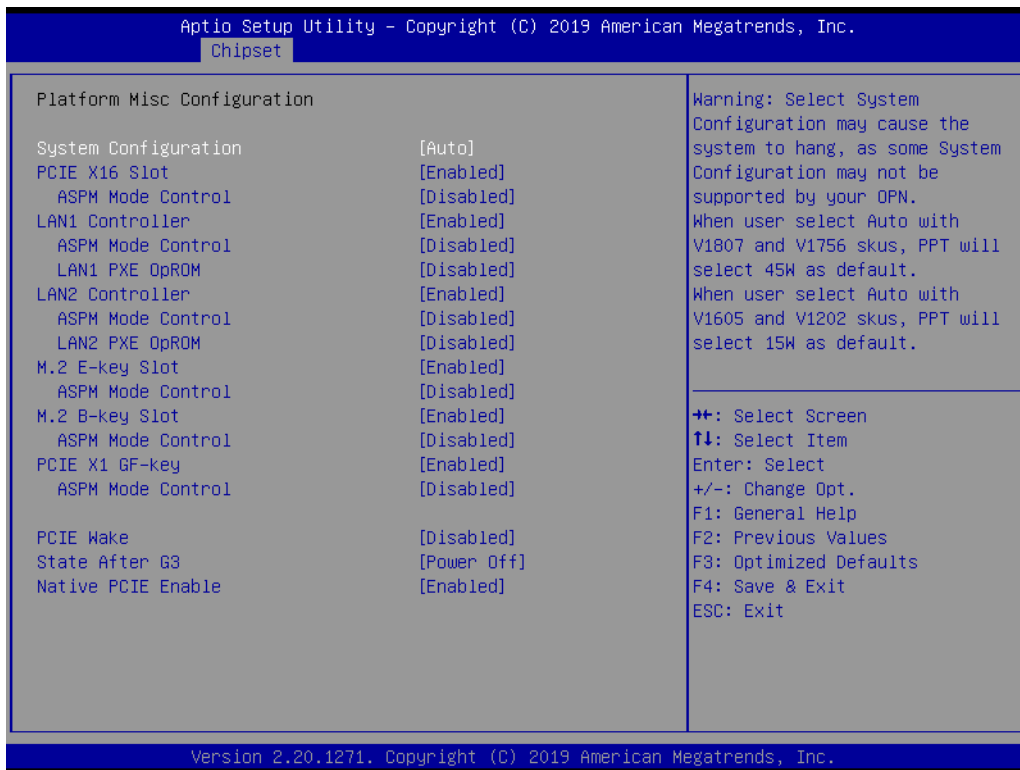 Aptio Setup Utility – Copyright (C) 2019 American Megatrends, Inc.
Chipset
Platform Misc Configuration
System Configuration [Auto]
PCIE X16 Slot [Enabled]
ASPM Mode Control [Disabled]
LAN1 Controller [Enabled]
ASPM Mode Control [Disabled]
LAN1 PXE OpROM [Disabled]
LAN2 Controller [Enabled]
ASPM Mode Control [Disabled]
LAN2 PXE OpROM [Disabled]
M.2 E-key Slot [Enabled]
ASPM Mode Control [Disabled]
M.2 B-key Slot [Enabled]
ASPM Mode Control [Disabled]
PCIE X1 GF-key [Enabled]
ASPM Mode Control [Disabled]
PCIE Wake [Disabled]
State After G3 [Power Off]
Native PCIE Enable [Enabled]
Warning: Select System
Configuration may cause the
system to hang, as some System
Configuration may not be
supported by your OPN.
When user select Auto with
V1807 and V1756 skus, PPT will
select 45W as default.
When user select Auto with
V1605 and V1202 skus, PPT will
select 15W as default.
→←: Select Screen
↑↓: Select Item
Enter: Select
+/-: Change Opt.
F1: General Help
F2: Previous Values
F3: Optimized Defaults
F4: Save & Exit
ESC: Exit
Version 2.20.1271. Copyright (C) 2019 American Megatrends, Inc.